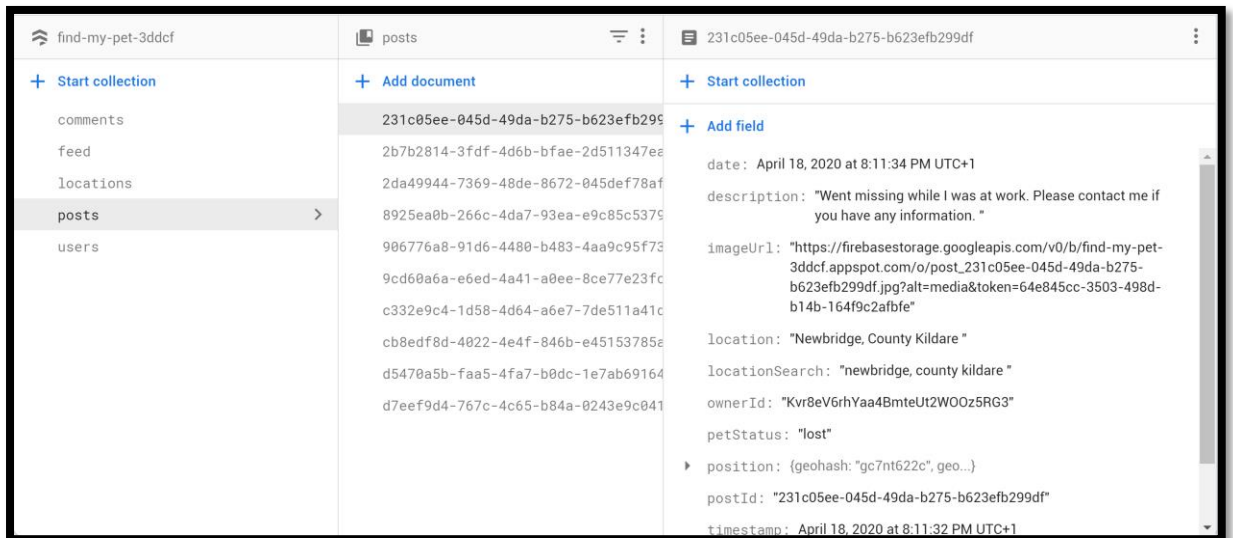 find-my-pet-3ddcf
Start collection
comments
feed
locations
posts
users
posts
Add document
231c05ee-045d-49da-b275-b623efb299
2b7b2814-3fdf-4d6b-bfae-2d511347ea
2da49944-7369-48de-8672-045def78af
8925ea0b-266c-4da7-93ea-e9c85c5379
906776a8-91d6-4480-b483-4aa9c95f73
9cd60a6a-e6ed-4a41-a0ee-8ce77e23fc
c332e9c4-1d58-4d64-a6e7-7de511a41c
cb8edf8d-4022-4e4f-846b-e45153785a
d5470a5b-faa5-4fa7-b0dc-1e7ab69164
d7eef9d4-767c-4c65-b84a-0243e9c041
231c05ee-045d-49da-b275-b623efb299df
Start collection
Add field
date: April 18, 2020 at 8:11:34 PM UTC+1
description: "Went missing while I was at work. Please contact me if
you have any information. "
imageUrl: "https://firebasestorage.googleapis.com/v0/b/find-my-pet-
3ddcf.appspot.com/o/post_231c05ee-045d-49da-b275-
b623efb299df.jpg?alt=media&token=64e845cc-3503-498d-
b14b-164f9c2afbfe"
location: "Newbridge, County Kildare "
locationSearch: "newbridge, county kildare "
ownerId: "Kvr8eV6rhYaa4BmteUt2WOOz5RG3"
petStatus: "lost"
position: {geohash: "gc7nt622c", geo...}
postId: "231c05ee-045d-49da-b275-b623efb299df"
timestamp: April 18, 2020 at 8:11:32 PM UTC+1